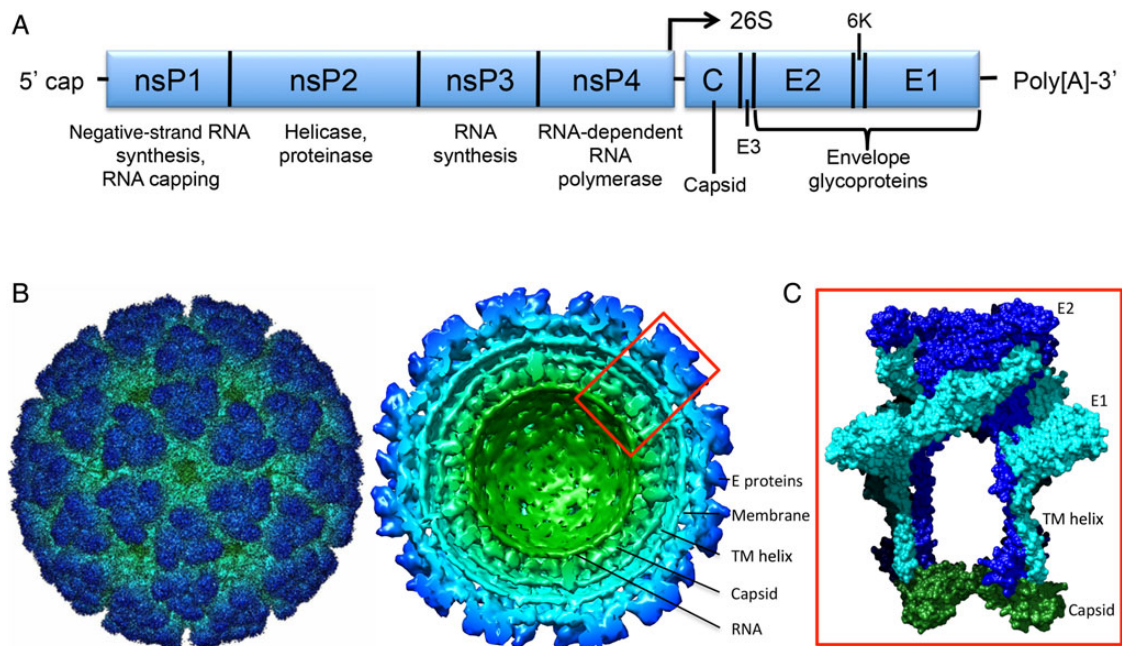 A
5’ cap
nsP1
nsP2
nsP3
nsP4
26S
C
E2
6K
E1
Poly[A]-3’
Negative-strand RNA
synthesis,
RNA capping
Helicase,
proteinase
RNA
synthesis
RNA-dependent
RNA
polymerase
Capsid
E3
Envelope
glycoproteins
B
E proteins
Membrane
TM helix
Capsid
RNA
C
E2
E1
TM helix
Capsid